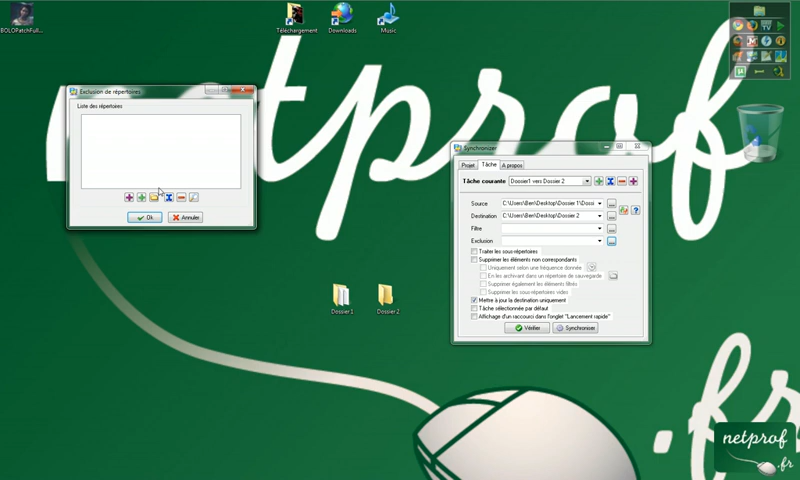 BOLOPatchFull...
Téléchargement
Downloads
Music
netprof
.fr
Exclusion de répertoires
Liste des répertoires
Ok
Annuler
Synchronizer
Projet
Tâche
A propos
Tâche courante
Dossier1 vers Dossier 2
Source
C:\Users\Ben\Desktop\Dossier 1\Dossi
Destination
C:\Users\Ben\Desktop\Dossier 2
Filtre
Exclusion
Traiter les sous-répertoires
Supprimer les éléments non correspondants
Uniquement selon une fréquence donnée
En les archivant dans un répertoire de sauvegarde
Supprimer également les éléments filtrés
Supprimer les sous-répertoires vides
Mettre à jour la destination uniquement
Tâche sélectionnée par défaut
Affichage d'un raccourci dans l'onglet "Lancement rapide"
Vérifier
Synchroniser
Dossier1
Dossier 2
netprof
.fr